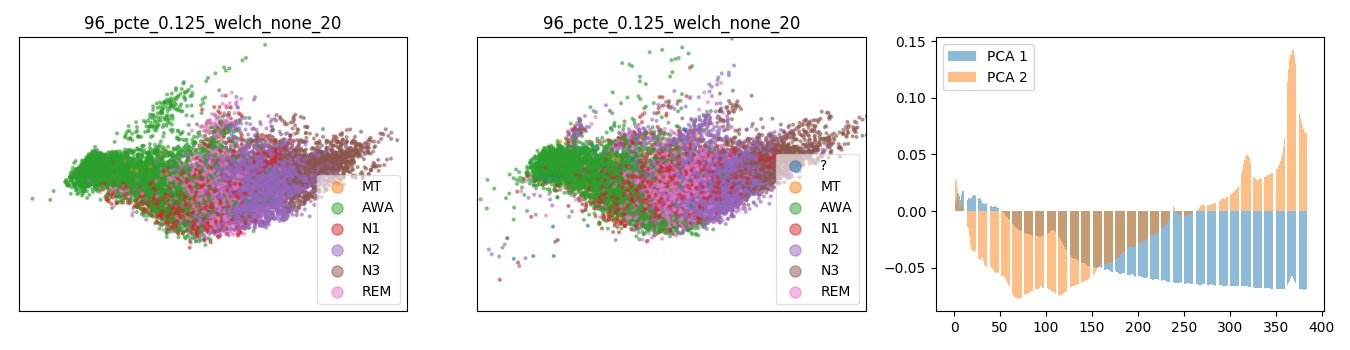 96_pcte_0.125_welch_none_20
MT
AWA
N1
N2
N3
REM
96_pcte_0.125_welch_none_20
?
MT
AWA
N1
N2
N3
REM
PCA 1
PCA 2
0.15
0.10
0.05
0.00
−0.05
0 50 100 150 200 250 300 350 400